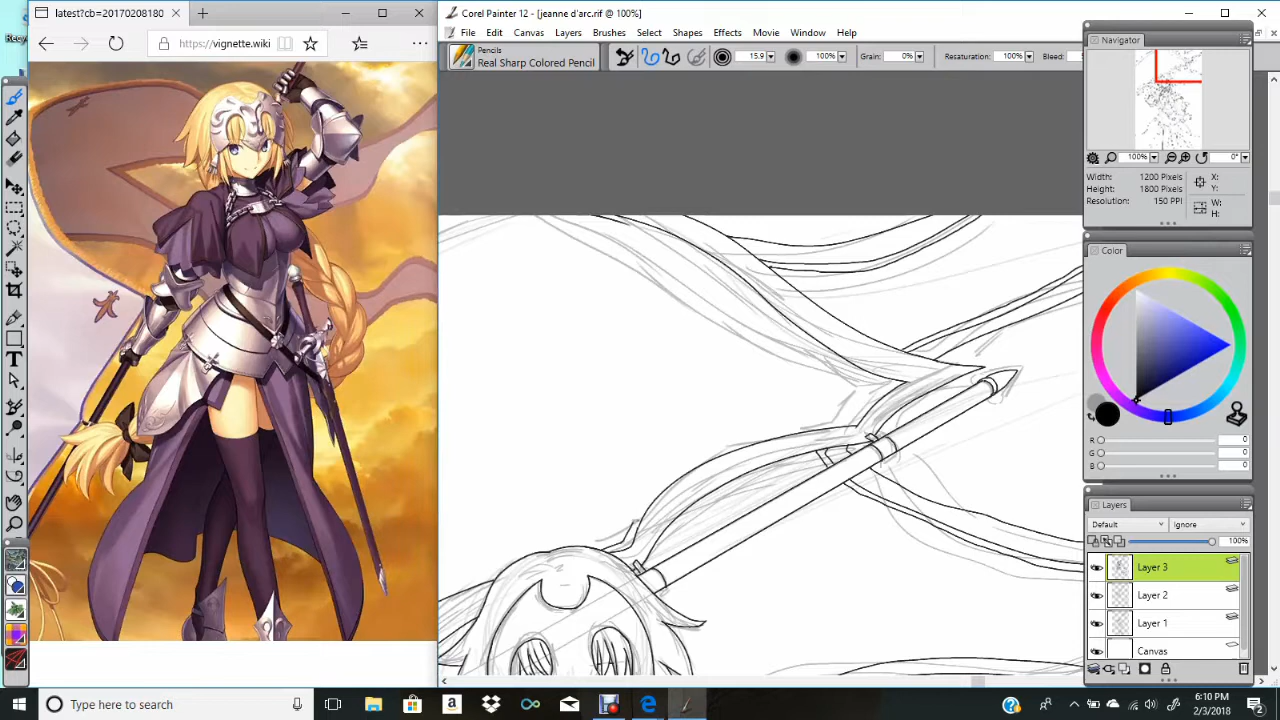 latest?cb=20170208180
https://vignette.wiki
Corel Painter 12 - [jeanne d'arc.rif @ 100%]
File Edit Canvas Layers Brushes Select Shapes Effects Movie Window Help
Pencils
Real Sharp Colored Pencil
15.9
100%
Grain: 0%
Resaturation: 100%
Bleed:
Navigator
100%
0°
Width: 1200 Pixels
Height: 1800 Pixels
Resolution: 150 PPI
X:
Y:
W:
H:
Color
R 0
G 0
B 0
Layers
Default Ignore
100%
Layer 3
Layer 2
Layer 1
Canvas
Type here to search
6:10 PM
2/3/2018